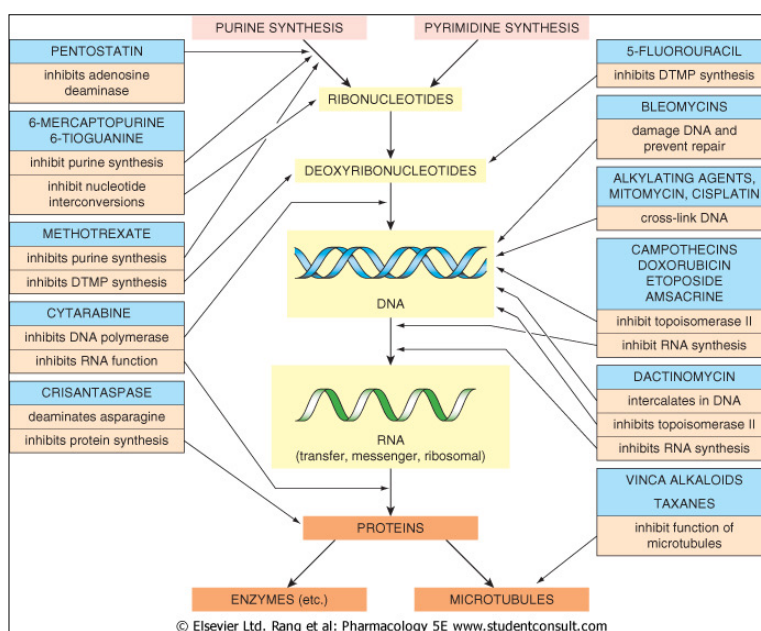 PURINE SYNTHESIS
PYRIMIDINE SYNTHESIS
PENTOSTATIN
inhibits adenosine
deaminase
6-MERCAPTOPURINE
6-TIOGUANINE
inhibit purine synthesis
inhibit nucleotide
interconversions
METHOTREXATE
inhibits purine synthesis
inhibits DTMP synthesis
CYTARABINE
inhibits DNA polymerase
inhibits RNA function
CRISANTASPASE
deaminates asparagine
inhibits protein synthesis
RIBONUCLEOTIDES
DEOXYRIBONUCLEOTIDES
DNA
RNA
(transfer, messenger, ribosomal)
PROTEINS
ENZYMES (etc.)
MICROTUBULES
5-FLUOROURACIL
inhibits DTMP synthesis
BLEOMYCINS
damage DNA and
prevent repair
ALKYLATING AGENTS,
MITOMYCIN, CISPLATIN
cross-link DNA
CAMPOTHECINS
DOXORUBICIN
ETOPOSIDE
AMSACRINE
inhibit topoisomerase II
inhibit RNA synthesis
DACTINOMYCIN
intercalates in DNA
inhibits topoisomerase II
inhibits RNA synthesis
VINCA ALKALOIDS
TAXANES
inhibit function of
microtubules
© Elsevier Ltd. Rang et al: Pharmacology 5E www.studentconsult.com